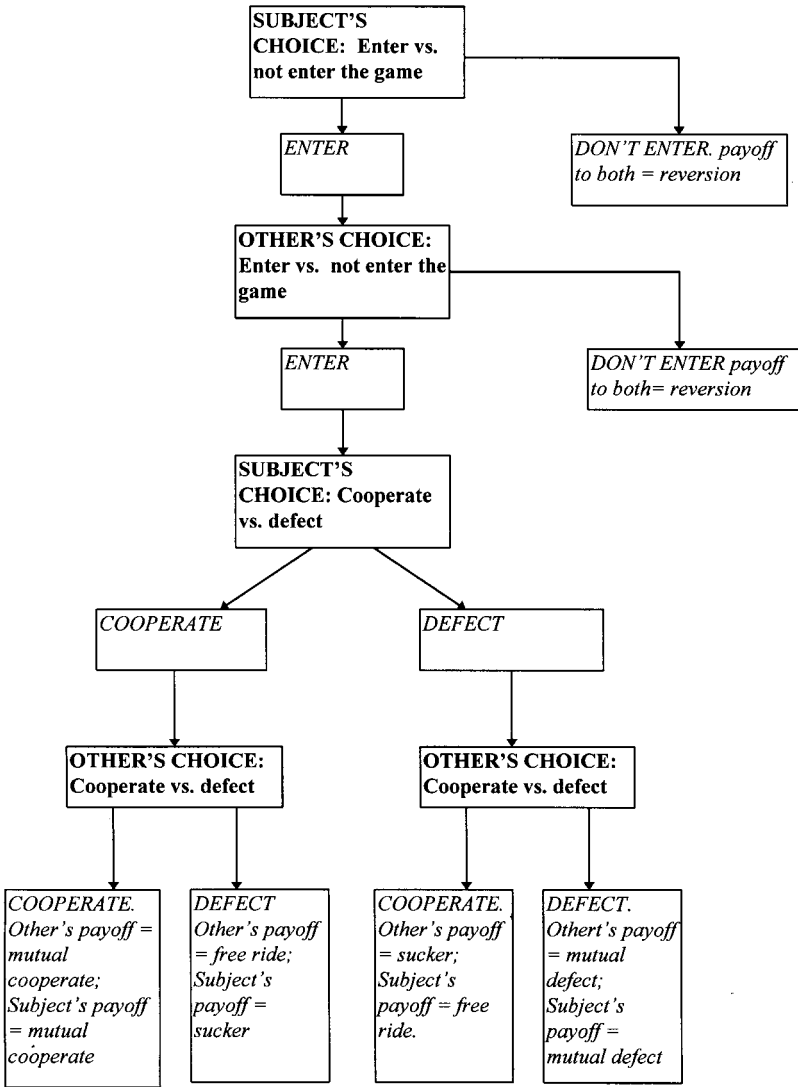 SUBJECT'S
CHOICE: Enter vs.
not enter the game
ENTER
DON'T ENTER. payoff
to both = reversion
OTHER'S CHOICE:
Enter vs. not enter the
game
ENTER
DON'T ENTER payoff
to both= reversion
SUBJECT'S
CHOICE: Cooperate
vs. defect
COOPERATE
DEFECT
OTHER'S CHOICE:
Cooperate vs. defect
OTHER'S CHOICE:
Cooperate vs. defect
COOPERATE.
Other's payoff =
mutual
cooperate;
Subject's payoff
= mutual
cooperate
DEFECT
Other's payoff
= free ride;
Subject's
payoff =
sucker
COOPERATE.
Other's payoff
= sucker;
Subject's
payoff = free
ride.
DEFECT.
Othert's payoff
= mutual
defect;
Subject's
payoff =
mutual defect